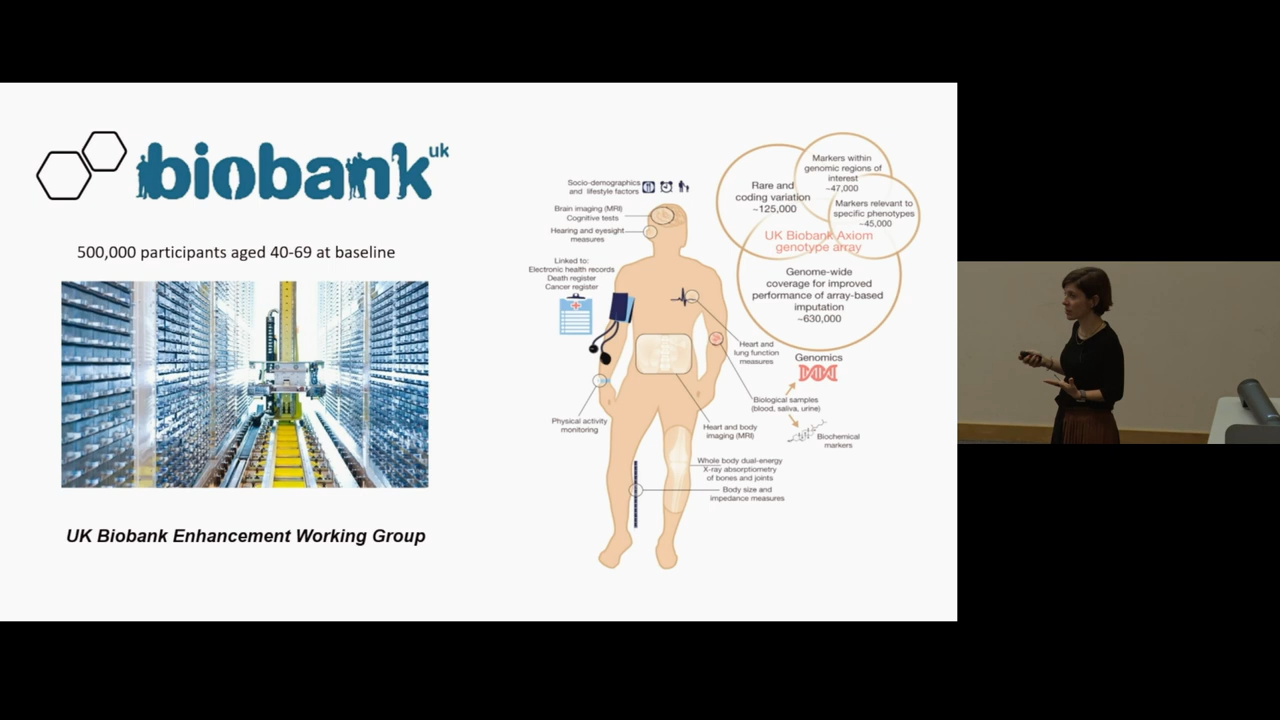 biobank uk
500,000 participants aged 40-69 at baseline
UK Biobank Enhancement Working Group
Socio-demographics
and lifestyle factors
Brain imaging (MRI)
Cognitive tests
Hearing and eyesight
measures
Linked to:
Electronic health records
Death register
Cancer register
Physical activity
monitoring
Rare and
coding variation
~125,000
Markers within
genomic regions of
interest
~47,000
Markers relevant to
specific phenotypes
~45,000
UK Biobank Axiom
genotype array
Genome-wide
coverage for improved
performance of array-based
imputation
~630,000
Heart and
lung function
measures
Genomics
Biological samples
(blood, saliva, urine)
Biochemical
markers
Heart and body
imaging (MRI)
Whole body dual-energy
X-ray absorptiometry
of bones and joints
Body size and
impedance measures